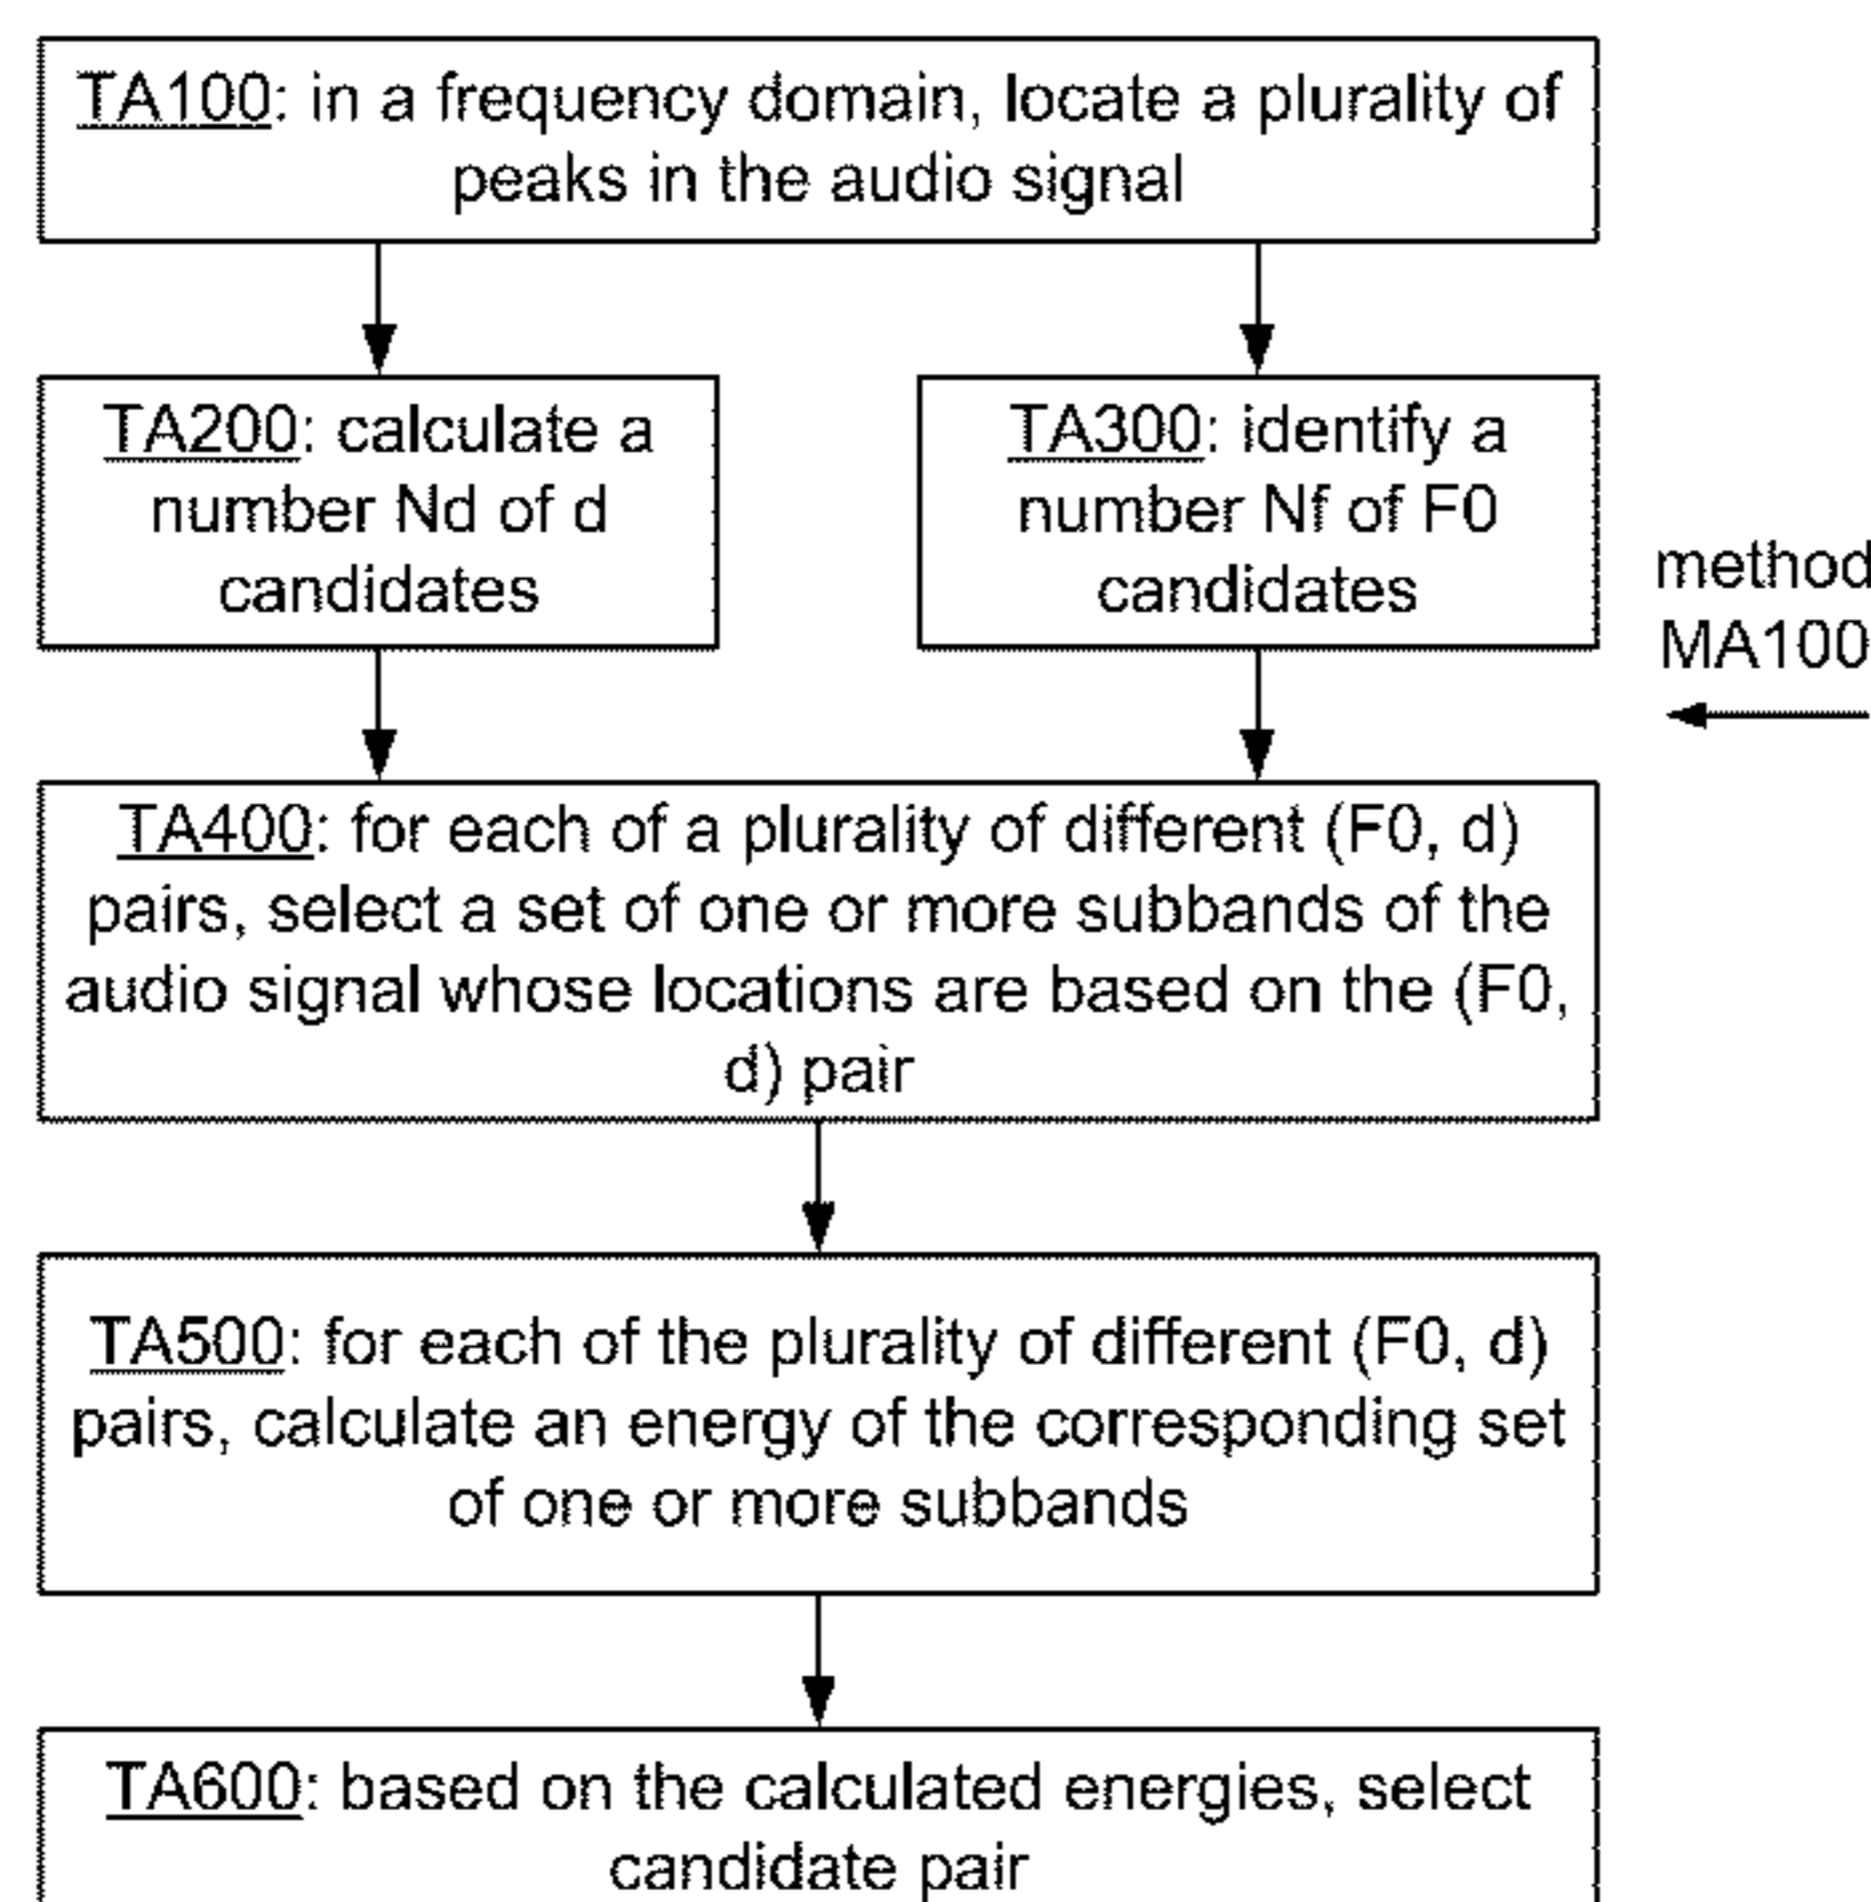 TA100: in a frequency domain, locate a plurality of
peaks in the audio signal
TA200: calculate a
number Nd of d
candidates
TA300: identify a
number Nf of F0
candidates
method
MA100
TA400: for each of a plurality of different (F0, d)
pairs, select a set of one or more subbands of the
audio signal whose locations are based on the (F0,
d) pair
TA500: for each of the plurality of different (F0, d)
pairs, calculate an energy of the corresponding set
of one or more subbands
TA600: based on the calculated energies, select
candidate pair